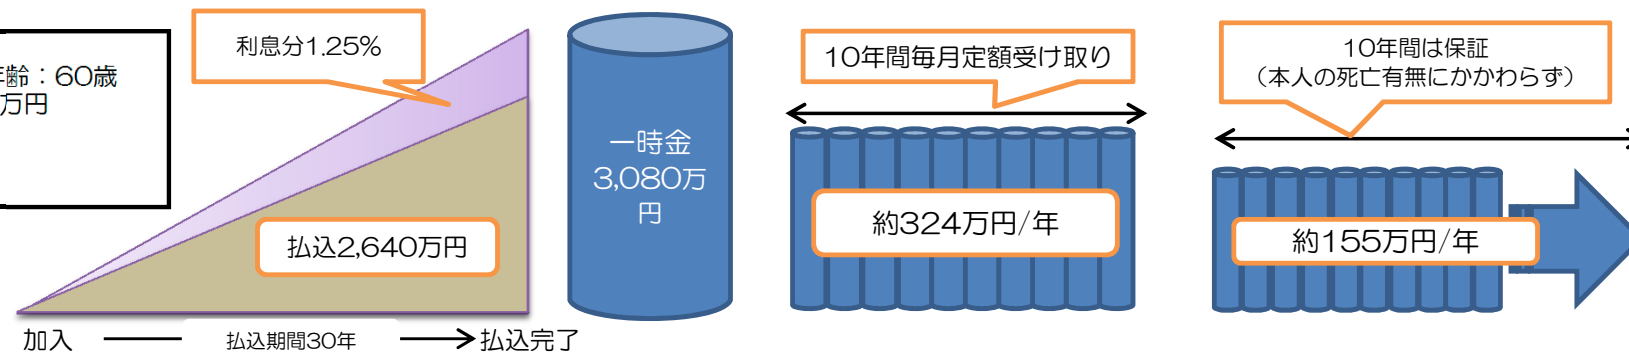 年齢：60歳
万円
利息分1.25%
払込2,640万円
加入
払込期間30年
払込完了
一時金
3,080万
円
10年間毎月定額受け取り
約324万円/年
10年間は保証
（本人の死亡有無にかかわらず）
約155万円/年